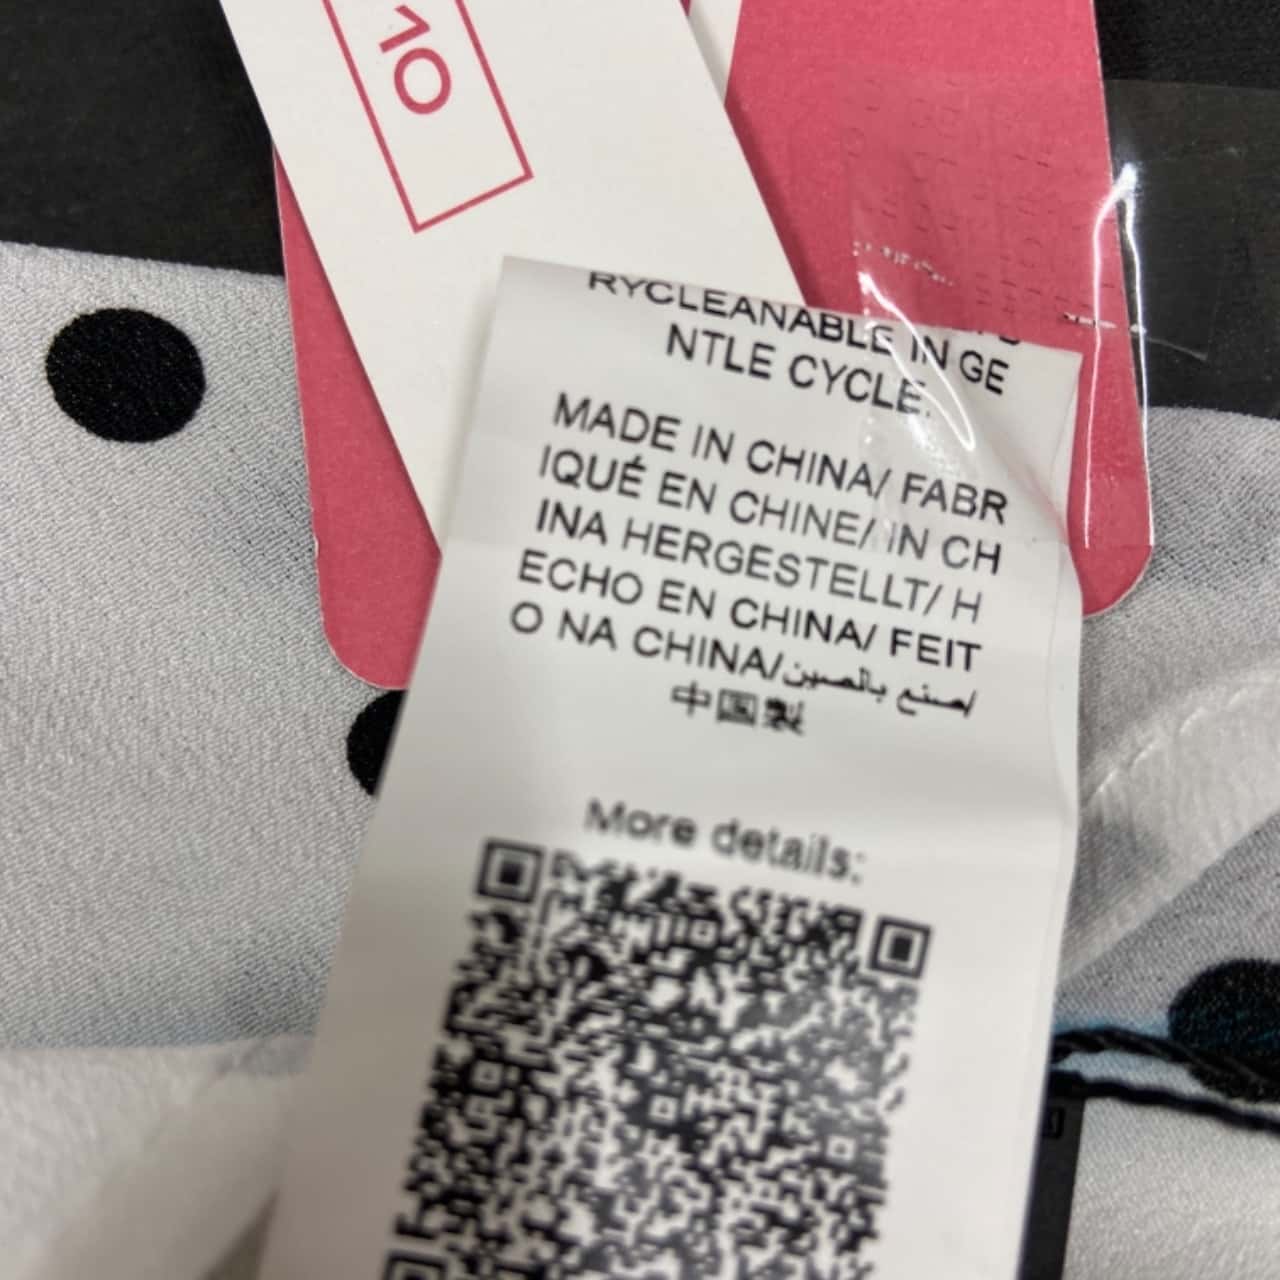 10
RYCLEANABLE IN GE
NTLE CYCLE.
MADE IN CHINA/ FABR
IQUÉ EN CHINE/ IN CH
INA HERGESTELLT/ H
ECHO EN CHINA/ FEIT
O NA CHINA/صنع بالصين/
中国製
More details: